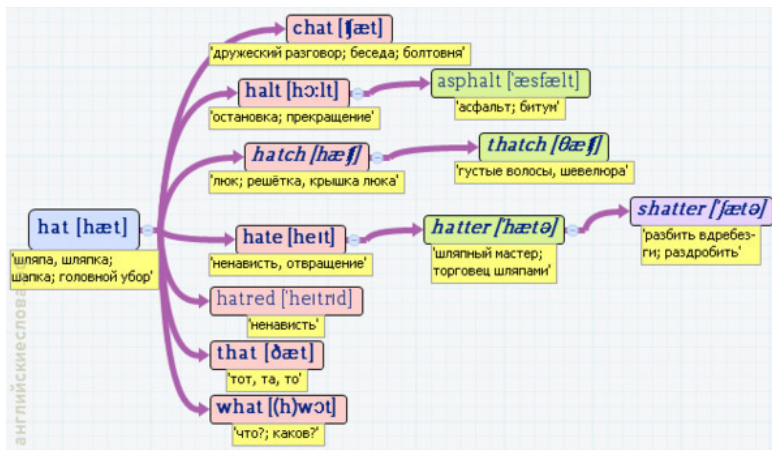 chat [ʧæt]
'дружеский разговор; беседа; болтовня'
halt [hɔ:lt]
'остановка; прекращение'
asphalt ['æsfælt]
'асфальт; битум'
hatch [hæʧ]
'люк; решётка, крышка люка'
thatch [θæʧ]
'густые волосы, шевелюра'
hat [hæt]
'шляпа, шляпка;
шапка; головной убор'
hate [heɪt]
'ненависть, отвращение'
hatter ['hætə]
'шляпный мастер;
торговец шляпами'
shatter ['ʃætə]
'разбить вдребез-
ги; раздробить'
hatred ['heɪtrɪd]
'ненависть'
that [ðæt]
'тот, та, то'
what [(h)wɔt]
'что?; каков?'